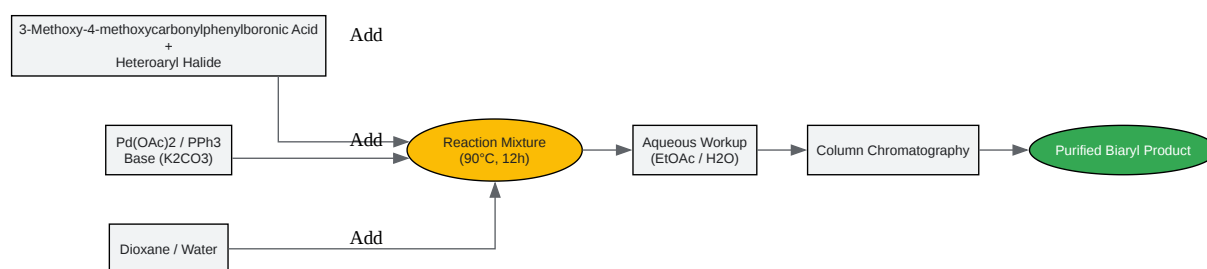 3-Methoxy-4-methoxycarbonylphenylboronic Acid
+
Heteroaryl Halide
Add
Pd(OAc)2 / PPh3
Base (K2CO3)
Add
Reaction Mixture
(90°C, 12h)
Aqueous Workup
(EtOAc / H2O)
Column Chromatography
Purified Biaryl Product
Dioxane / Water
Add